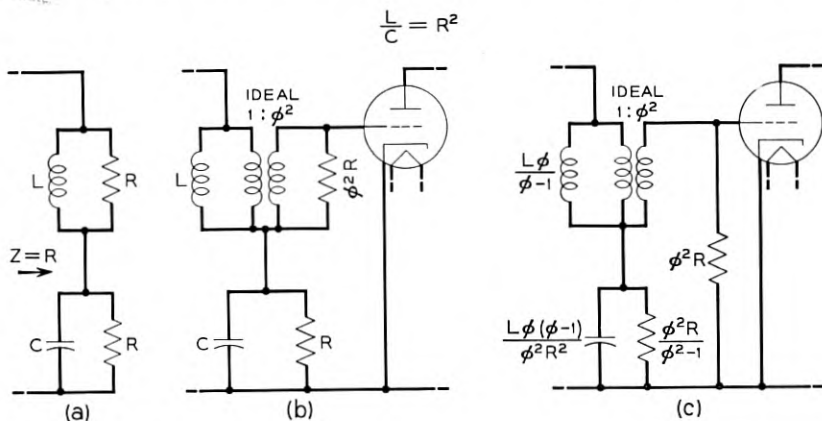 L/C = R²
IDEAL
1 : ϕ²
L
R
Z=R
C
R
(a)
L
ϕ²R
C
R
(b)
IDEAL
1 : ϕ²
Lϕ/ϕ-1
ϕ²R
Lϕ(ϕ-1)/ϕ²R²
ϕ²R/ϕ²-1
(c)